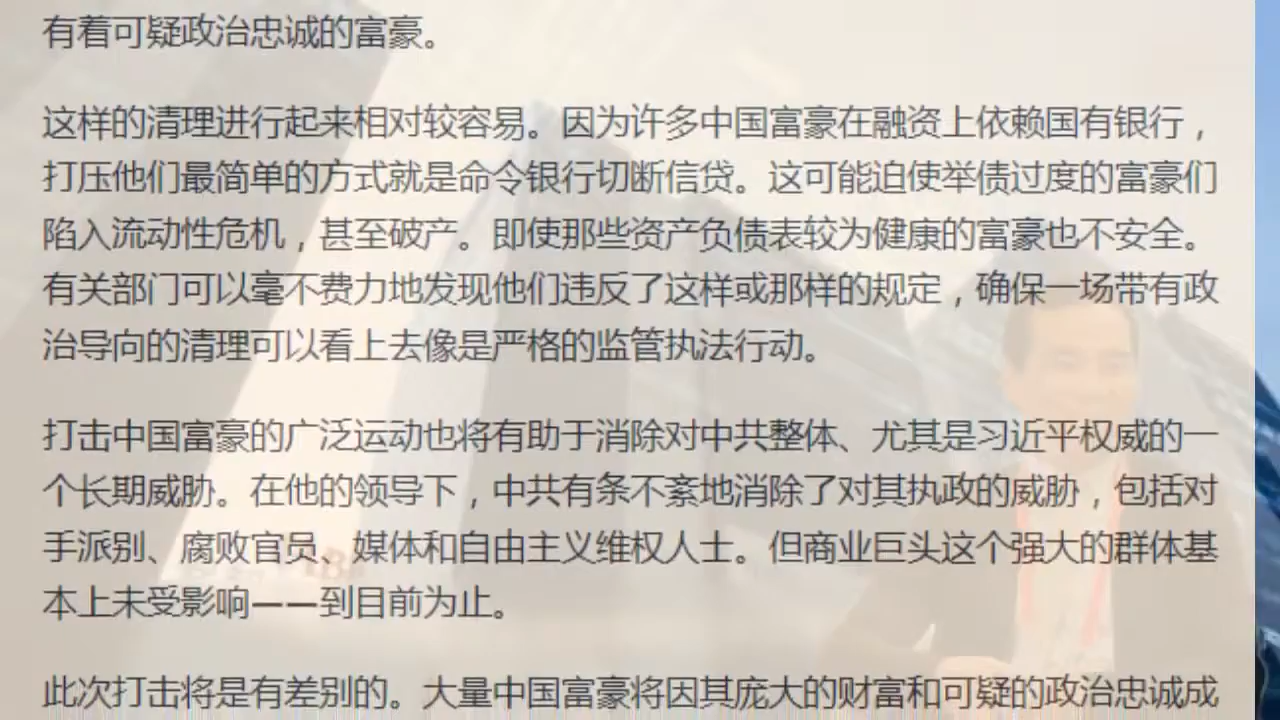 有着可疑政治忠诚的富豪。
这样的清理进行起来相对较容易。因为许多中国富豪在融资上依赖国有银行，
打压他们最简单的方式就是命令银行切断信贷。这可能迫使举债过度的富豪们
陷入流动性危机，甚至破产。即使那些资产负债表较为健康的富豪也不安全。
有关部门可以毫不费力地发现他们违反了这样或那样的规定，确保一场带有政
治导向的清理可以看上去像是严格的监管执法行动。
打击中国富豪的广泛运动也将有助于消除对中共整体、尤其是习近平权威的一
个长期威胁。在他的领导下，中共有条不紊地消除了对其执政的威胁，包括对
手派别、腐败官员、媒体和自由主义维权人士。但商业巨头这个强大的群体基
本上未受影响——到目前为止。
此次打击将是有差别的。大量中国富豪将因其庞大的财富和可疑的政治忠诚成